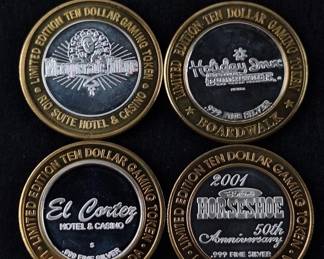 LIMITED EDITION TEN DOLLAR GAMING TOKEN
Masquerade Village
RIO SUITE HOTEL & CASINO
LIMITED EDITION TEN DOLLAR GAMING TOKEN
Holiday Inn
.999 FINE SILVER
BOARDWALK
LIMITED EDITION TEN DOLLAR GAMING TOKEN
El Cortez
HOTEL & CASINO
S
.999 FINE SILVER
LIMITED EDITION TEN DOLLAR GAMING TOKEN
2001
HORSESHOE
50th
Anniversary
.999 FINE SILVER